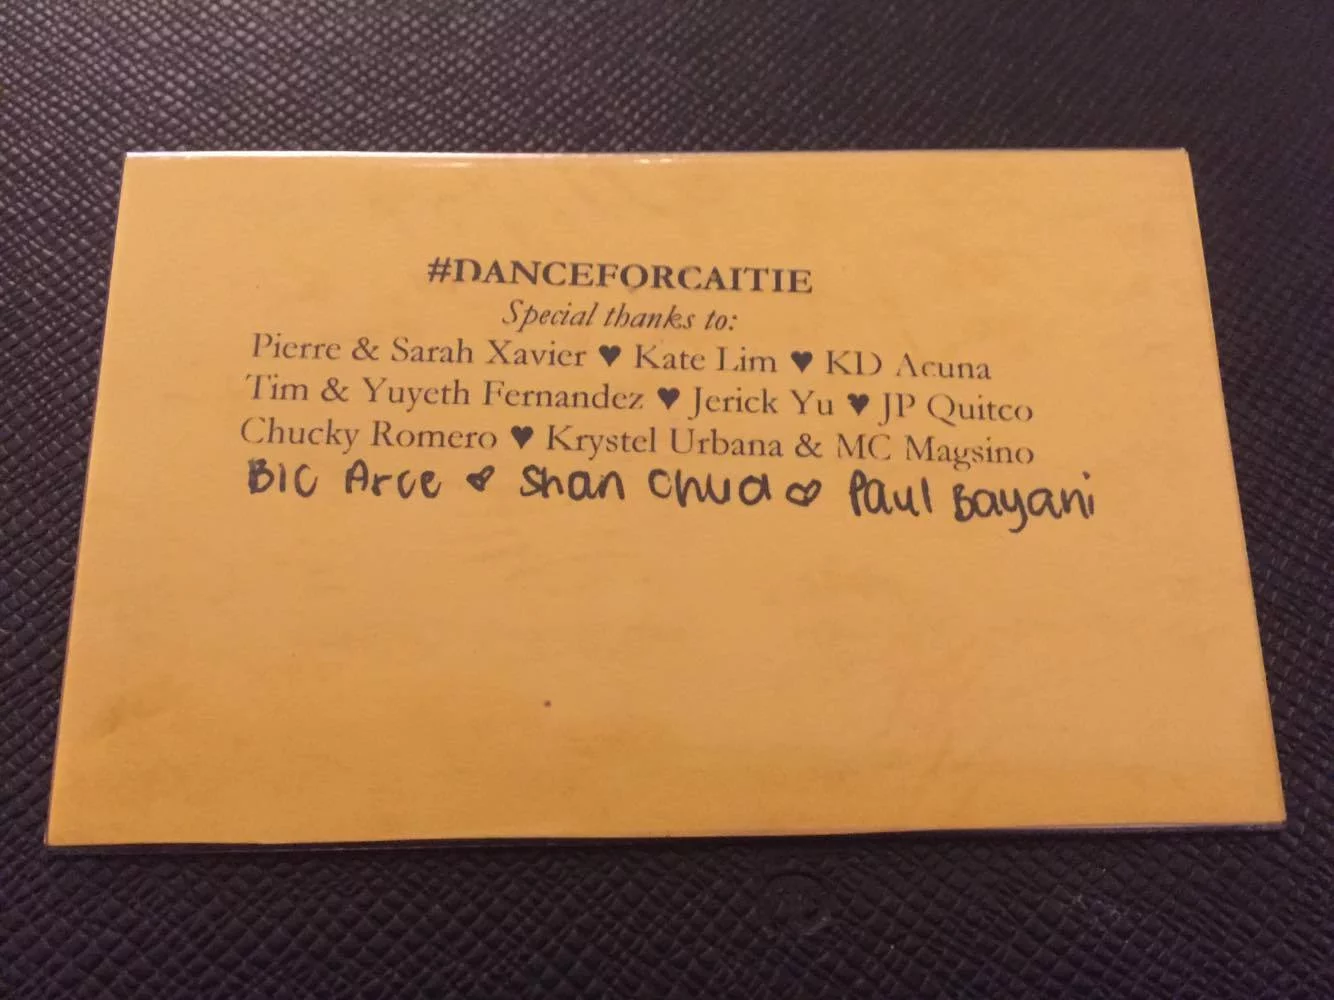 #DANCEFORCAITIE
Special thanks to:
Pierre & Sarah Xavier ♥ Kate Lim ♥ KD Acuna
Tim & Yuyeth Fernandez ♥ Jerick Yu ♥ JP Quitco
Chucky Romero ♥ Krystel Urbana & MC Magsino
BIC Arce ♡ Shan Chua ♡ Paul Bayani